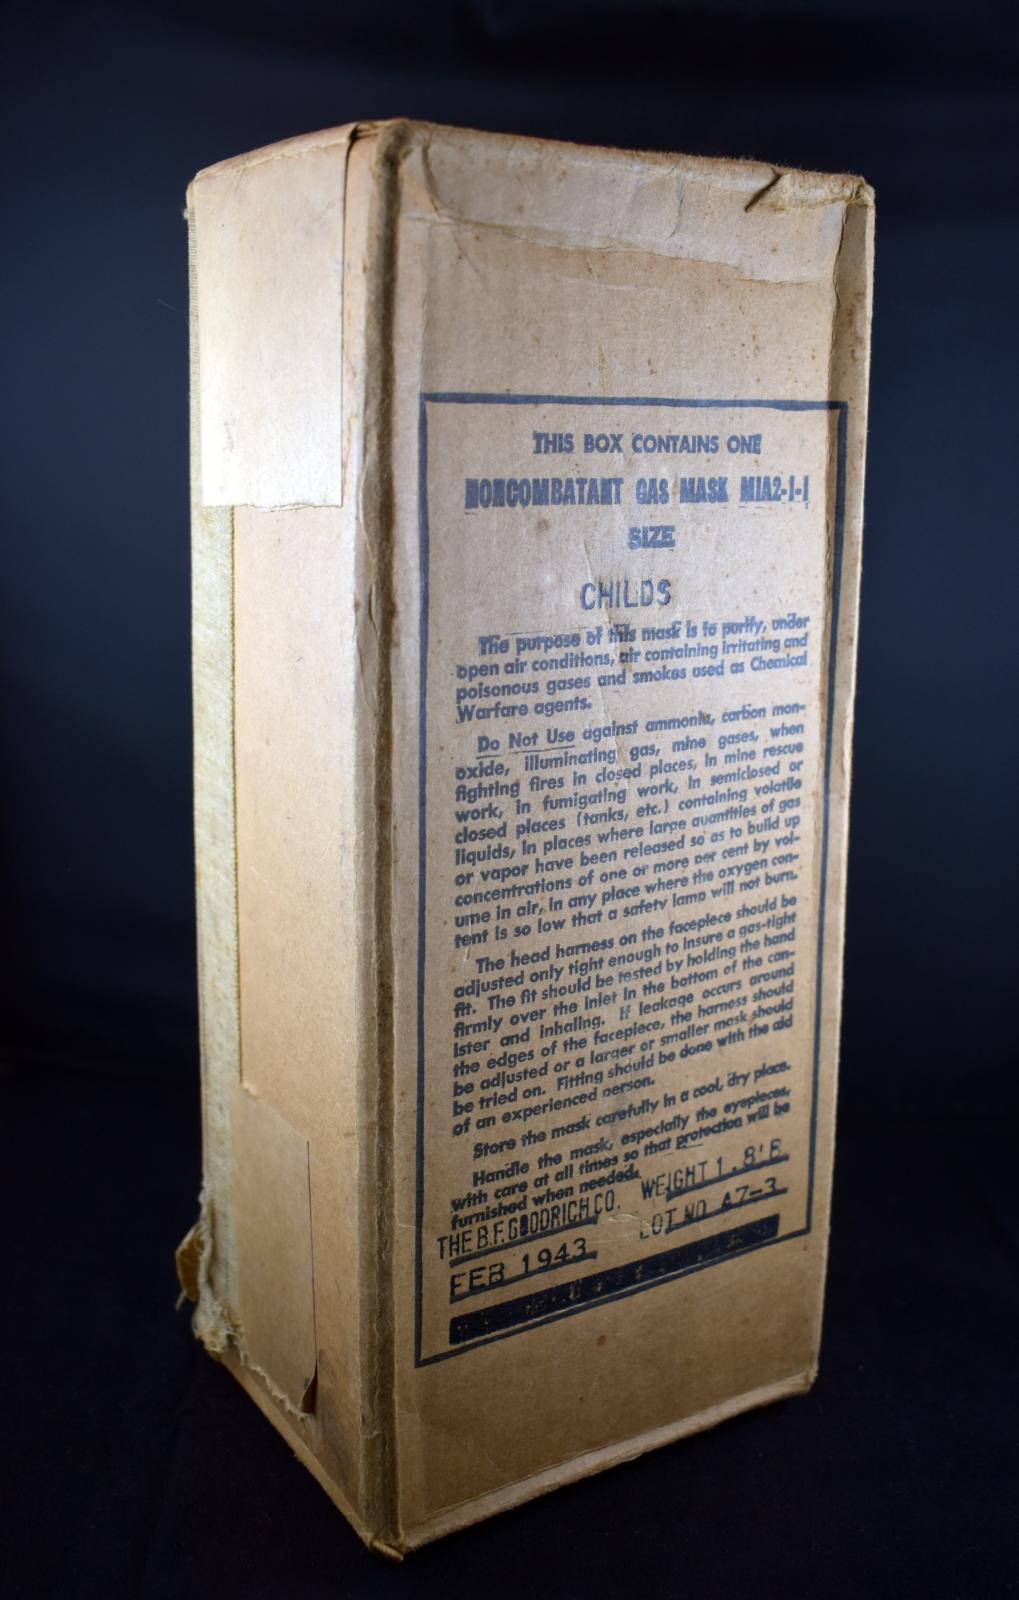 THIS BOX CONTAINS ONE
NONCOMBATANT GAS MASK M1A2-1-1
SIZE
CHILDS
The purpose of this mask is to purify, under
open air conditions, air containing irritating and
poisonous gases and smokes used as Chemical
Warfare agents.
Do Not Use against ammonia, carbon mon-
oxide, illuminating gas, mine gases, when
fighting fires in closed places, in mine rescue
work, in fumigating work, in semiclosed or
closed places (tanks, etc.) containing volatile
liquids, in places where large quantities of gas
or vapor have been released so as to build up
concentrations of one or more per cent by vol-
ume in air, in any place where the oxygen con-
tent is so low that a safety lamp will not burn.
The head harness on the facepiece should be
adjusted only tight enough to insure a gas-tight
fit. The fit should be tested by holding the hand
firmly over the inlet in the bottom of the can-
ister and inhaling. If leakage occurs around
the edges of the facepiece, the harness should
be adjusted or a larger or smaller mask should
be tried on. Fitting should be done with the aid
of an experienced person.
Store the mask carefully in a cool, dry place.
Handle the mask, especially the eyepieces,
with care at all times so that protection will be
furnished when needed.
THE B.F. GOODRICH CO. WEIGHT 1.8
FEB 1943 LOT NO A7-3